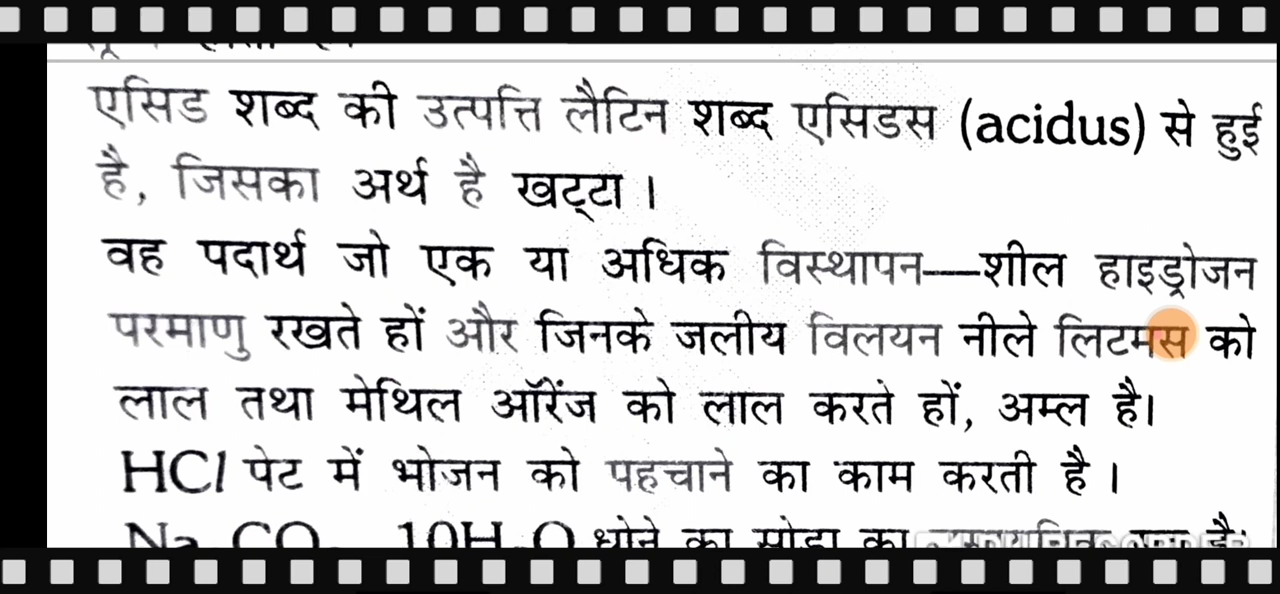 एसिड शब्द की उत्पत्ति लैटिन शब्द एसिडस (acidus) से हुई
है, जिसका अर्थ है खट्टा ।
वह पदार्थ जो एक या अधिक विस्थापन—शील हाइड्रोजन
परमाणु रखते हों और जिनके जलीय विलयन नीले लिटमस को
लाल तथा मेथिल ऑरेंज को लाल करते हों, अम्ल है।
HCl पेट में भोजन को पहचाने का काम करती है ।
धोने का सोडा का